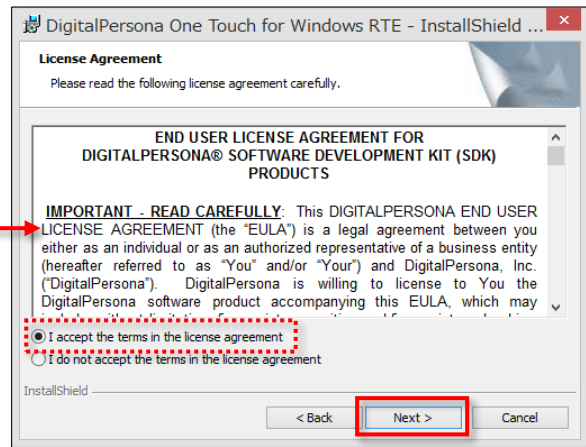 DigitalPersona One Touch for Windows RTE - InstallShield ...
License Agreement
Please read the following license agreement carefully.
END USER LICENSE AGREEMENT FOR
DIGITALPERSONA® SOFTWARE DEVELOPMENT KIT (SDK)
PRODUCTS
IMPORTANT - READ CAREFULLY: This DIGITALPERSONA END USER
LICENSE AGREEMENT (the “EULA”) is a legal agreement between you
either as an individual or as an authorized representative of a business entity
(hereafter referred to as “You” and/or “Your”) and DigitalPersona, Inc.
(“DigitalPersona”). DigitalPersona is willing to license to You the
DigitalPersona software product accompanying this EULA, which may
I accept the terms in the license agreement
I do not accept the terms in the license agreement
InstallShield
< Back Next > Cancel